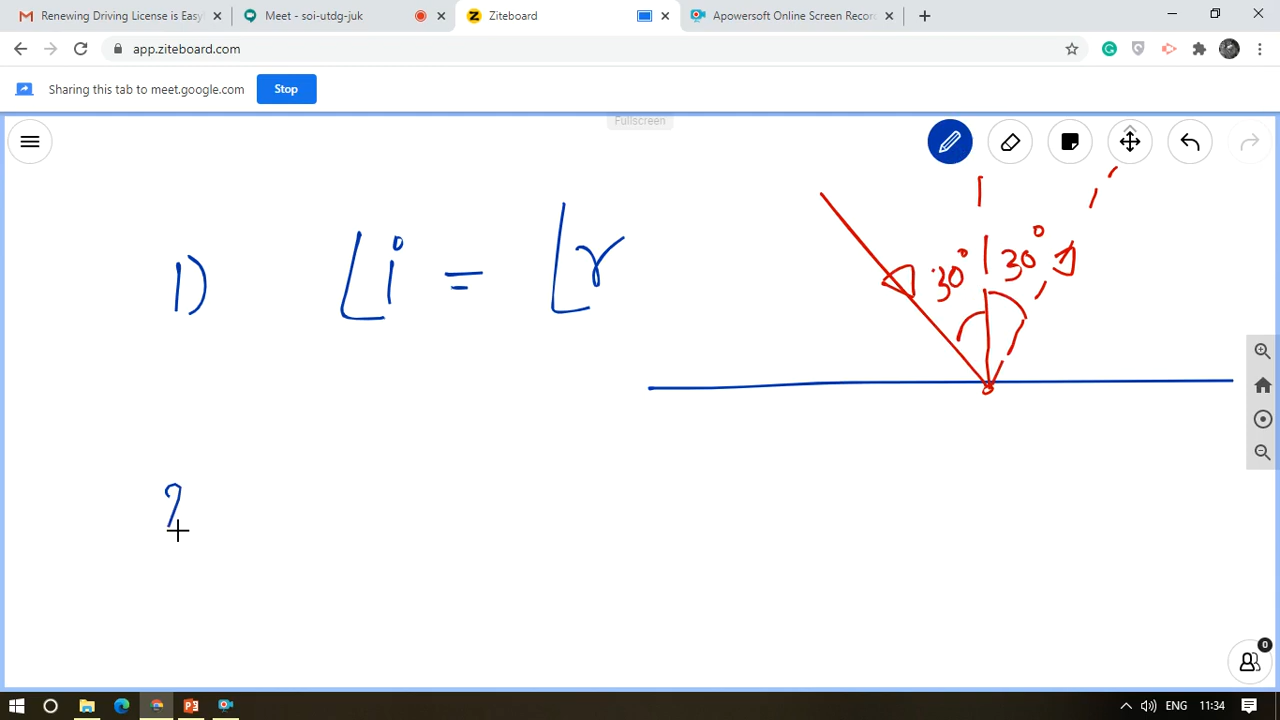 Renewing Driving License is Easy
Meet - soi-utdg-juk
Ziteboard
Apowersoft Online Screen Recor
app.ziteboard.com
Sharing this tab to meet.google.com
Stop
Fullscreen
1) ∠i = ∠r
30° 30°
2
0
ENG
11:34